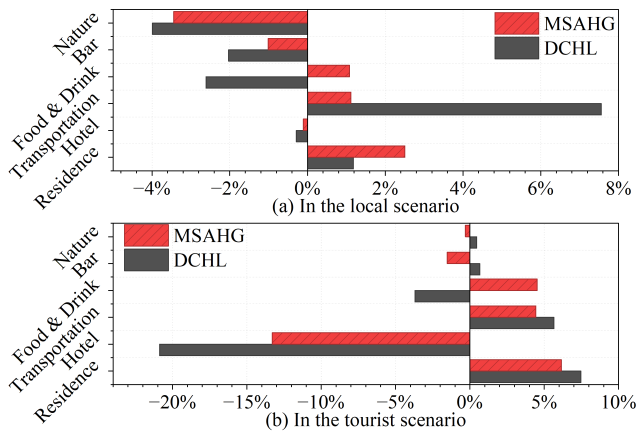 MSAHG
DCHL
Nature
Bar
Food & Drink
Transportation
Hotel
Residence
−4% −2% 0% 2% 4% 6% 8%
(a) In the local scenario
MSAHG
DCHL
Nature
Bar
Food & Drink
Transportation
Hotel
Residence
−20% −15% −10% −5% 0% 5% 10%
(b) In the tourist scenario